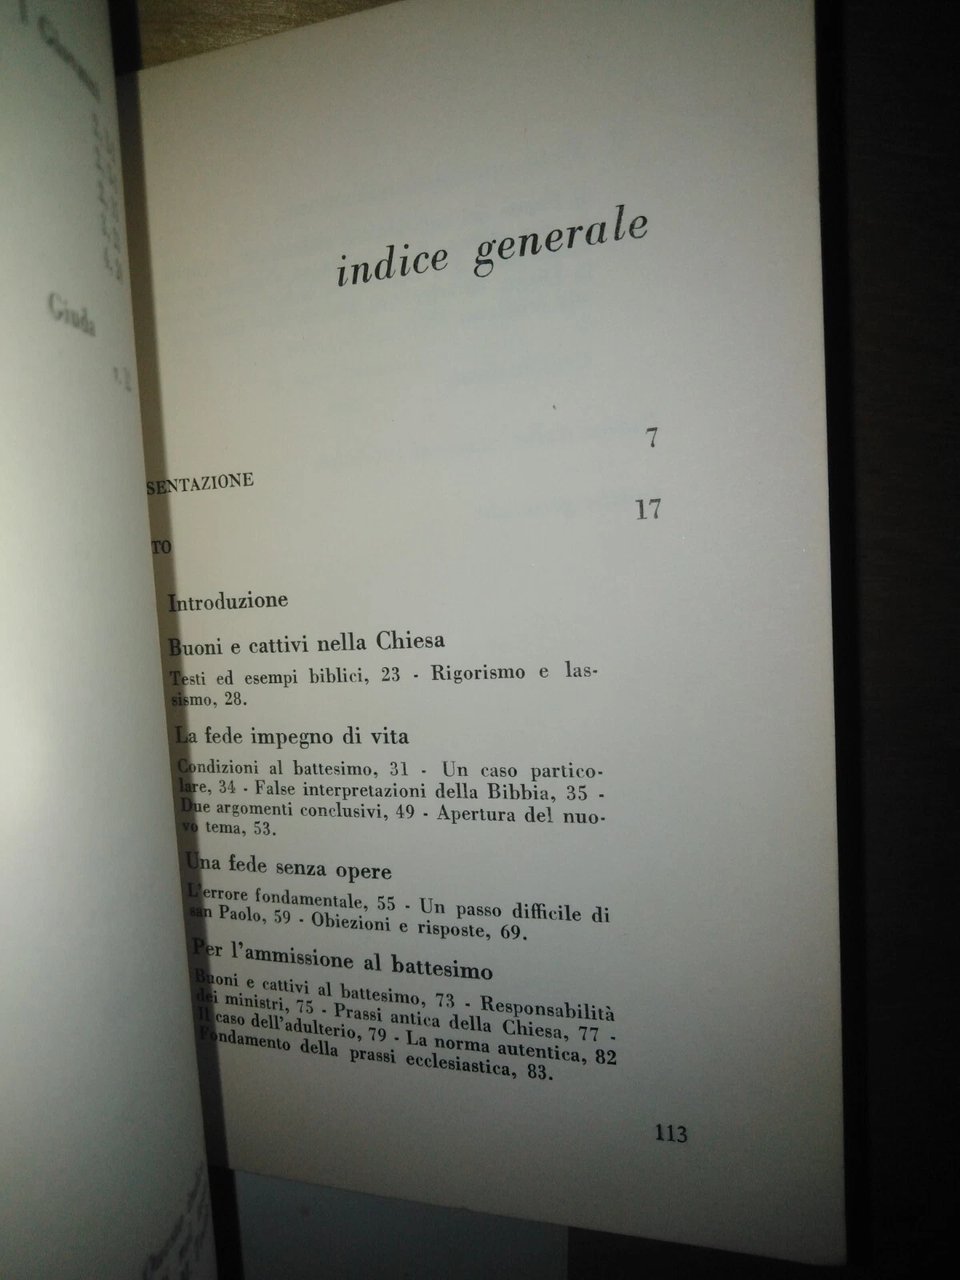 Giovanni
Giuda
indice generale
SENTAZIONE 7
TO 17
Introduzione
Buoni e cattivi nella Chiesa
Testi ed esempi biblici, 23 - Rigorismo e las-
sismo, 28.
La fede impegno di vita
Condizioni al battesimo, 31 - Un caso partico-
lare, 34 - False interpretazioni della Bibbia, 35 -
Due argomenti conclusivi, 49 - Apertura del nuo-
vo tema, 53.
Una fede senza opere
L'errore fondamentale, 55 - Un passo difficile di
san Paolo, 59 - Obiezioni e risposte, 69.
Per l'ammissione al battesimo
Buoni e cattivi al battesimo, 73 - Responsabilità
dei ministri, 75 - Prassi antica della Chiesa, 77 -
Il caso dell'adulterio, 79 - La norma autentica, 82
Fondamento della prassi ecclesiastica, 83.
113